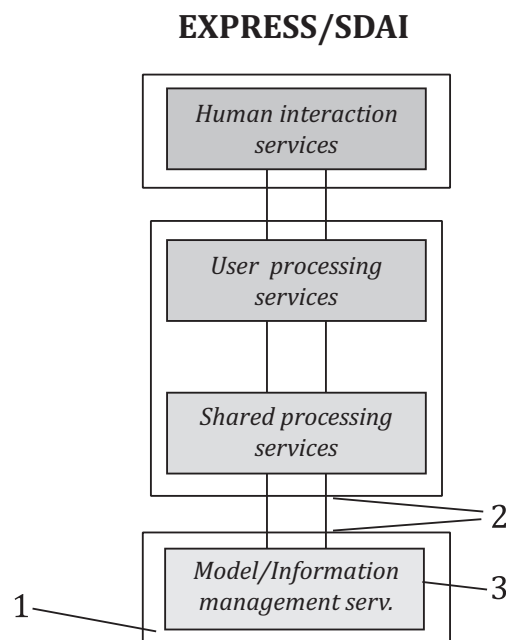 EXPRESS/SDAI
Human interaction
services
User processing
services
Shared processing
services
2
Model/Information
management serv.
3
1